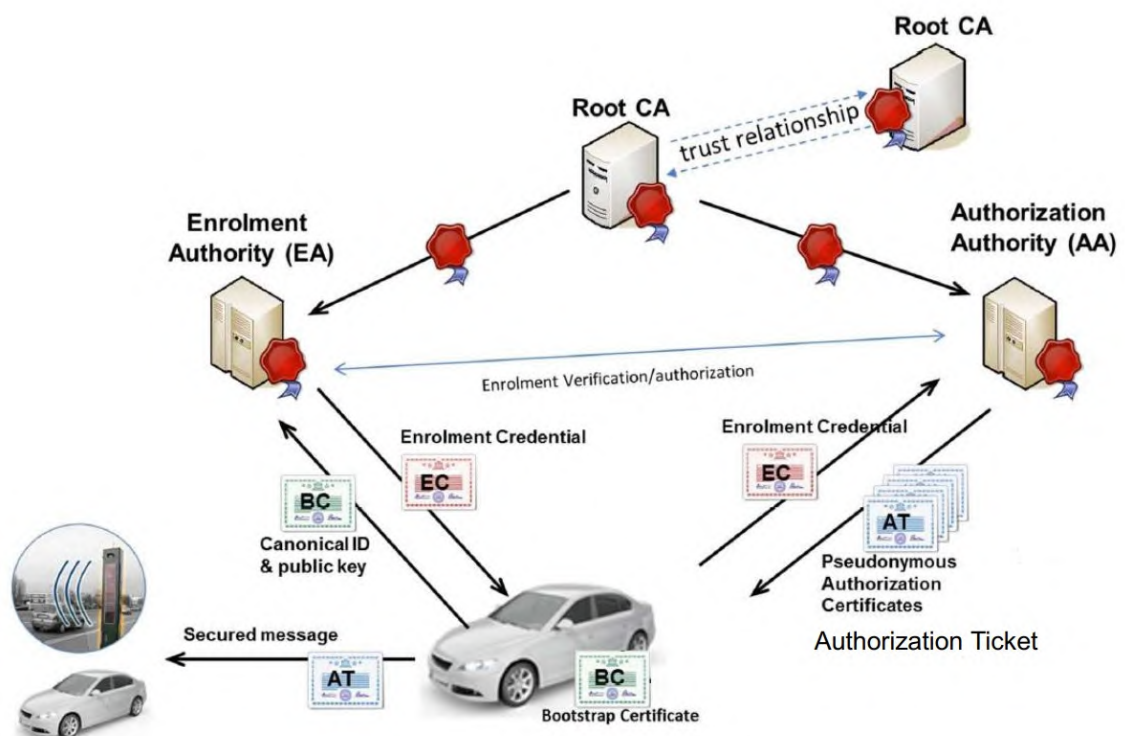 Root CA
Root CA
trust relationship
Enrolment
Authority (EA)
Authorization
Authority (AA)
Enrolment Verification/authorization
Enrolment Credential
EC
BC
Canonical ID
& public key
Enrolment Credential
EC
AT
Pseudonymous
Authorization
Certificates
Authorization Ticket
Secured message
AT
BC
Bootstrap Certificate